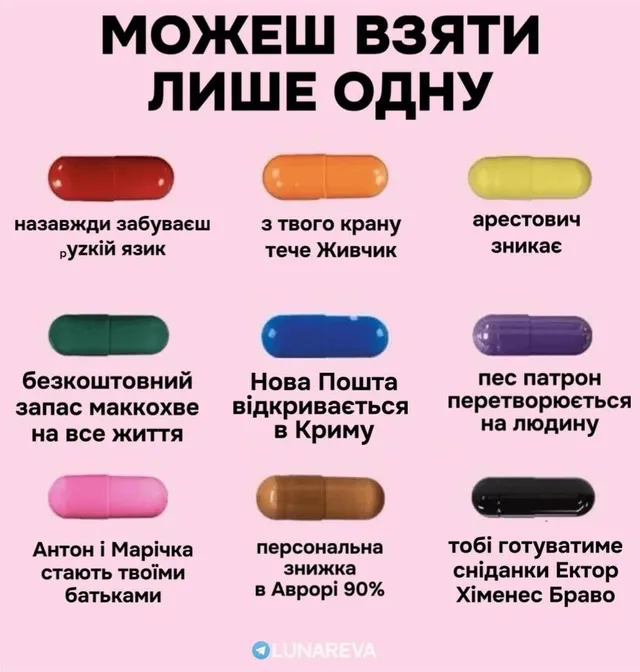 МОЖЕШ ВЗЯТИ
ЛИШЕ ОДНУ
назавжди забуваєш
рyzкій язик
з твого крану
тече Живчик
арестович
зникає
безкоштовний
запас маккохве
на все життя
Нова Пошта
відкривається
в Криму
пес патрон
перетворюється
на людину
Антон і Марічка
стають твоїми
батьками
персональна
знижка
в Аврорі 90%
тобі готуватиме
сніданки Ектор
Хіменес Браво
LUNAREVA